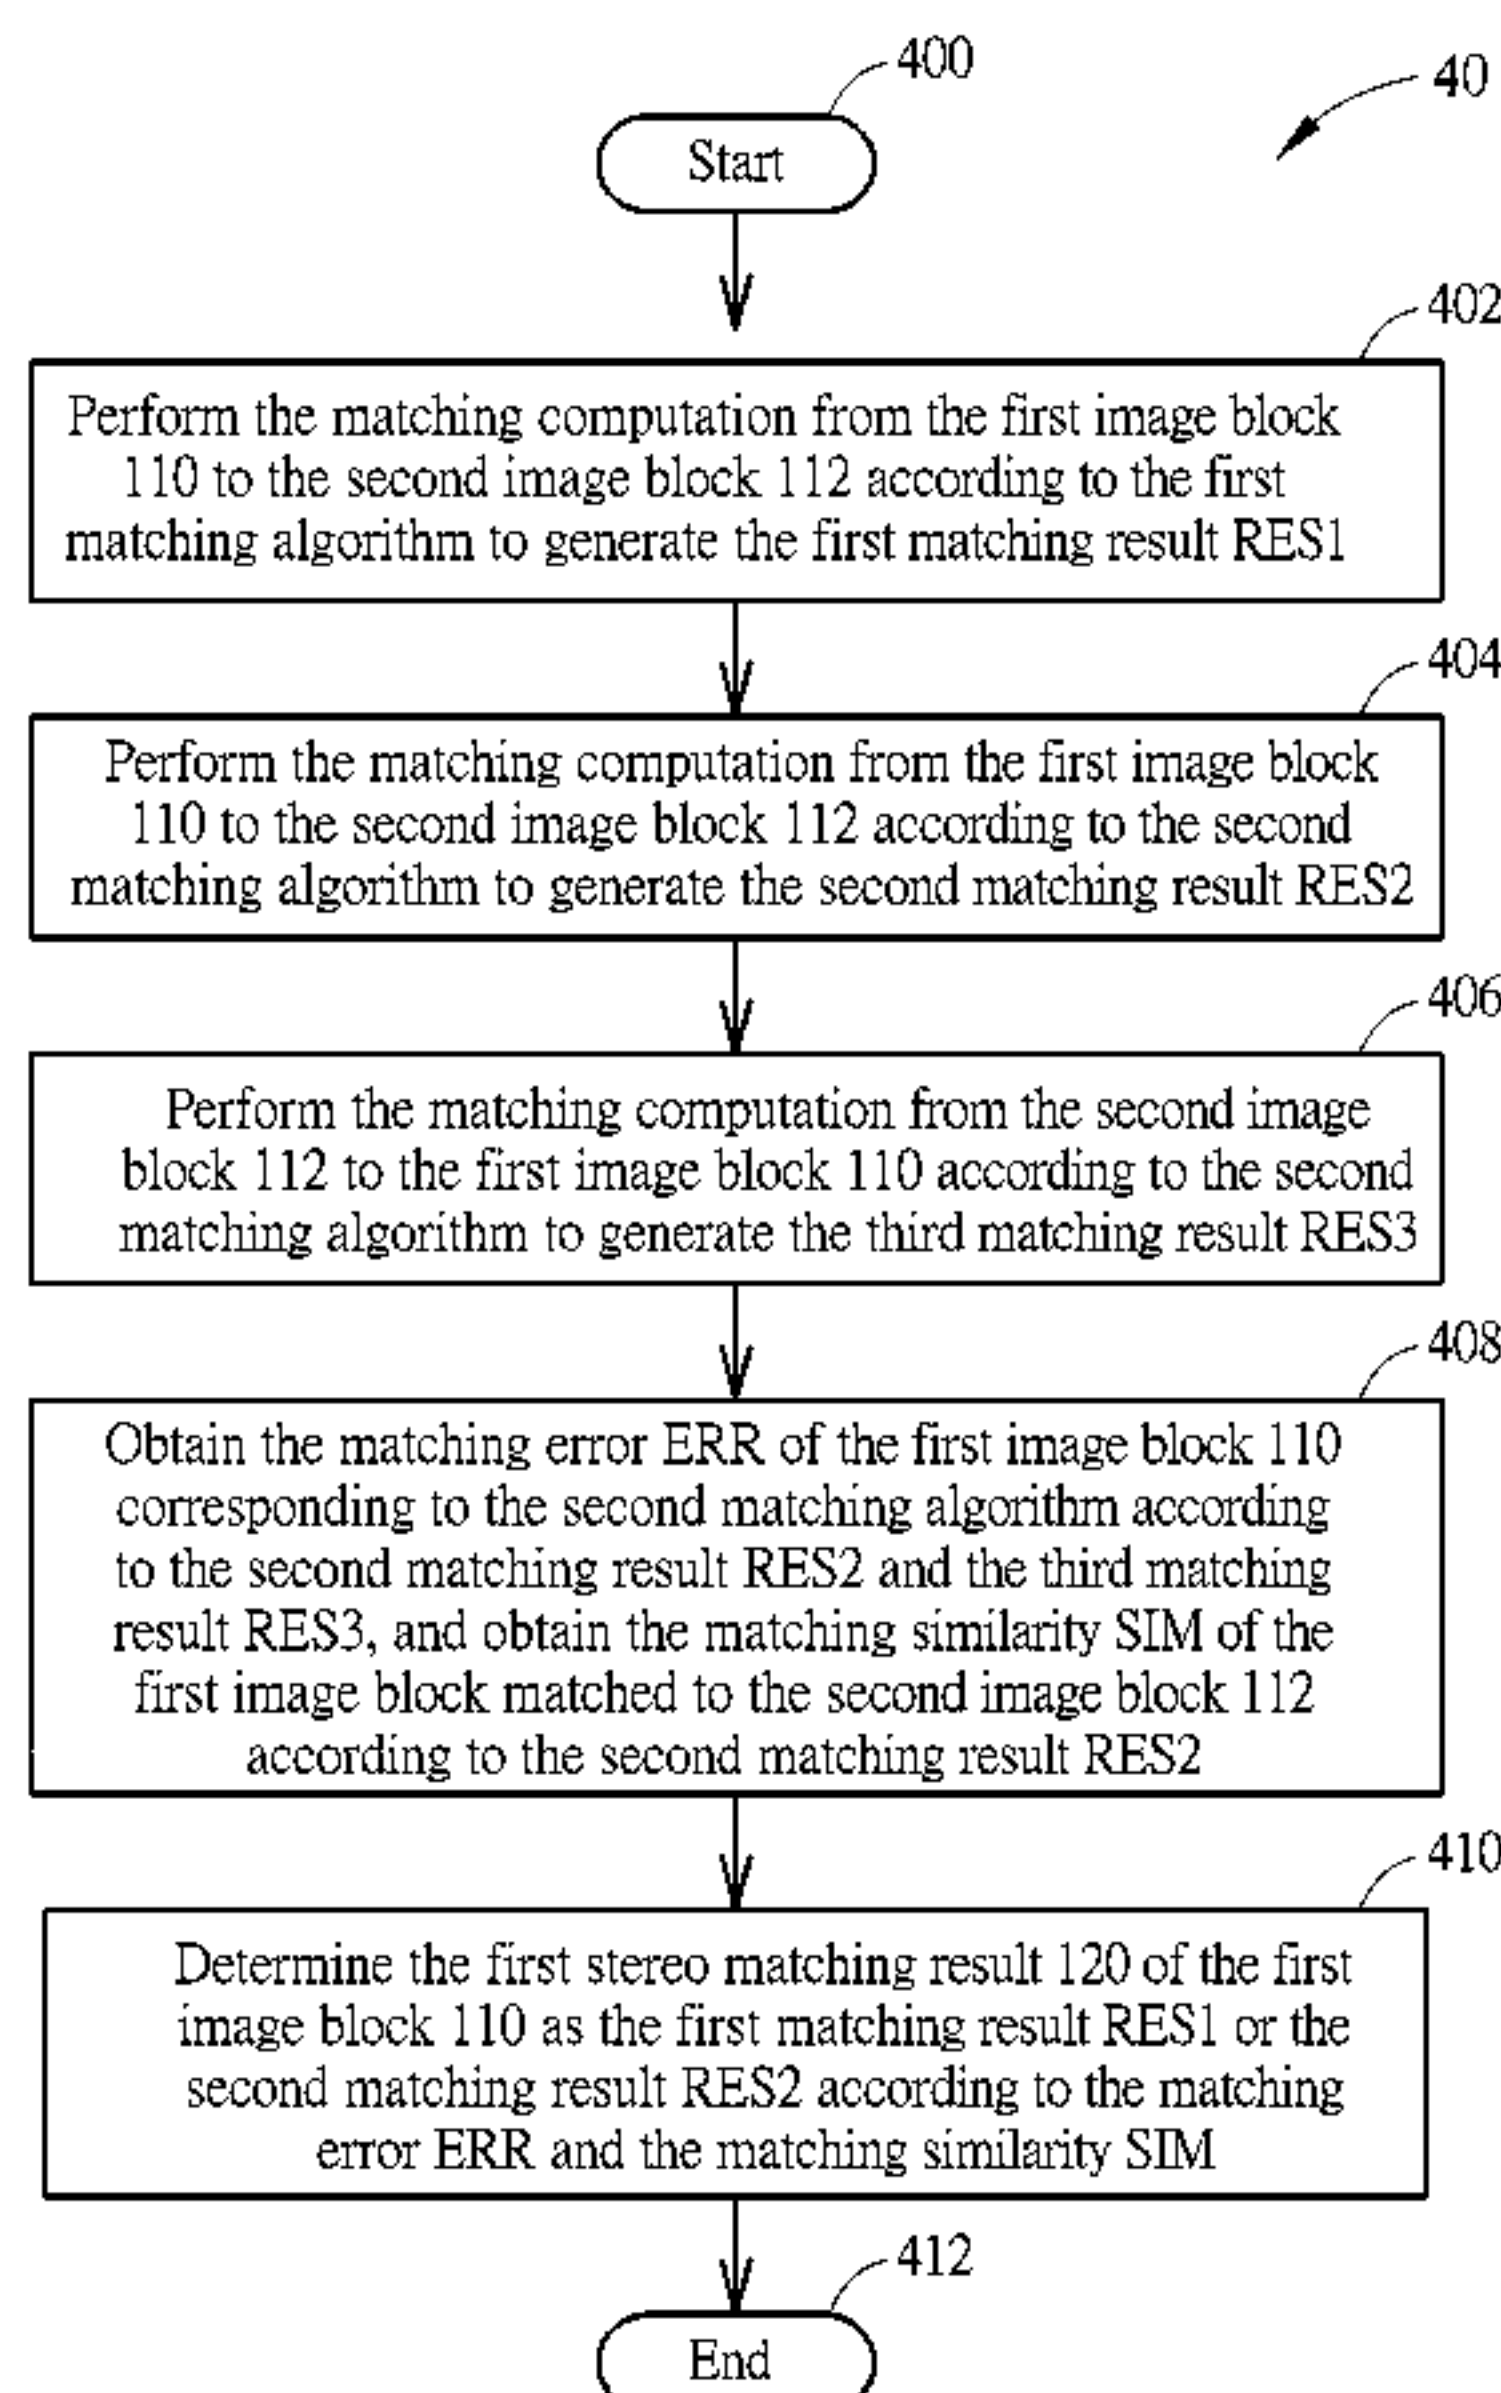 400
40
Start
402
Perform the matching computation from the first image block
110 to the second image block 112 according to the first
matching algorithm to generate the first matching result RES1
404
Perform the matching computation from the first image block
110 to the second image block 112 according to the second
matching algorithm to generate the second matching result RES2
406
Perform the matching computation from the second image
block 112 to the first image block 110 according to the second
matching algorithm to generate the third matching result RES3
408
Obtain the matching error ERR of the first image block 110
corresponding to the second matching algorithm according
to the second matching result RES2 and the third matching
result RES3, and obtain the matching similarity SIM of the
first image block matched to the second image block 112
according to the second matching result RES2
410
Determine the first stereo matching result 120 of the first
image block 110 as the first matching result RES1 or the
second matching result RES2 according to the matching
error ERR and the matching similarity SIM
412
End